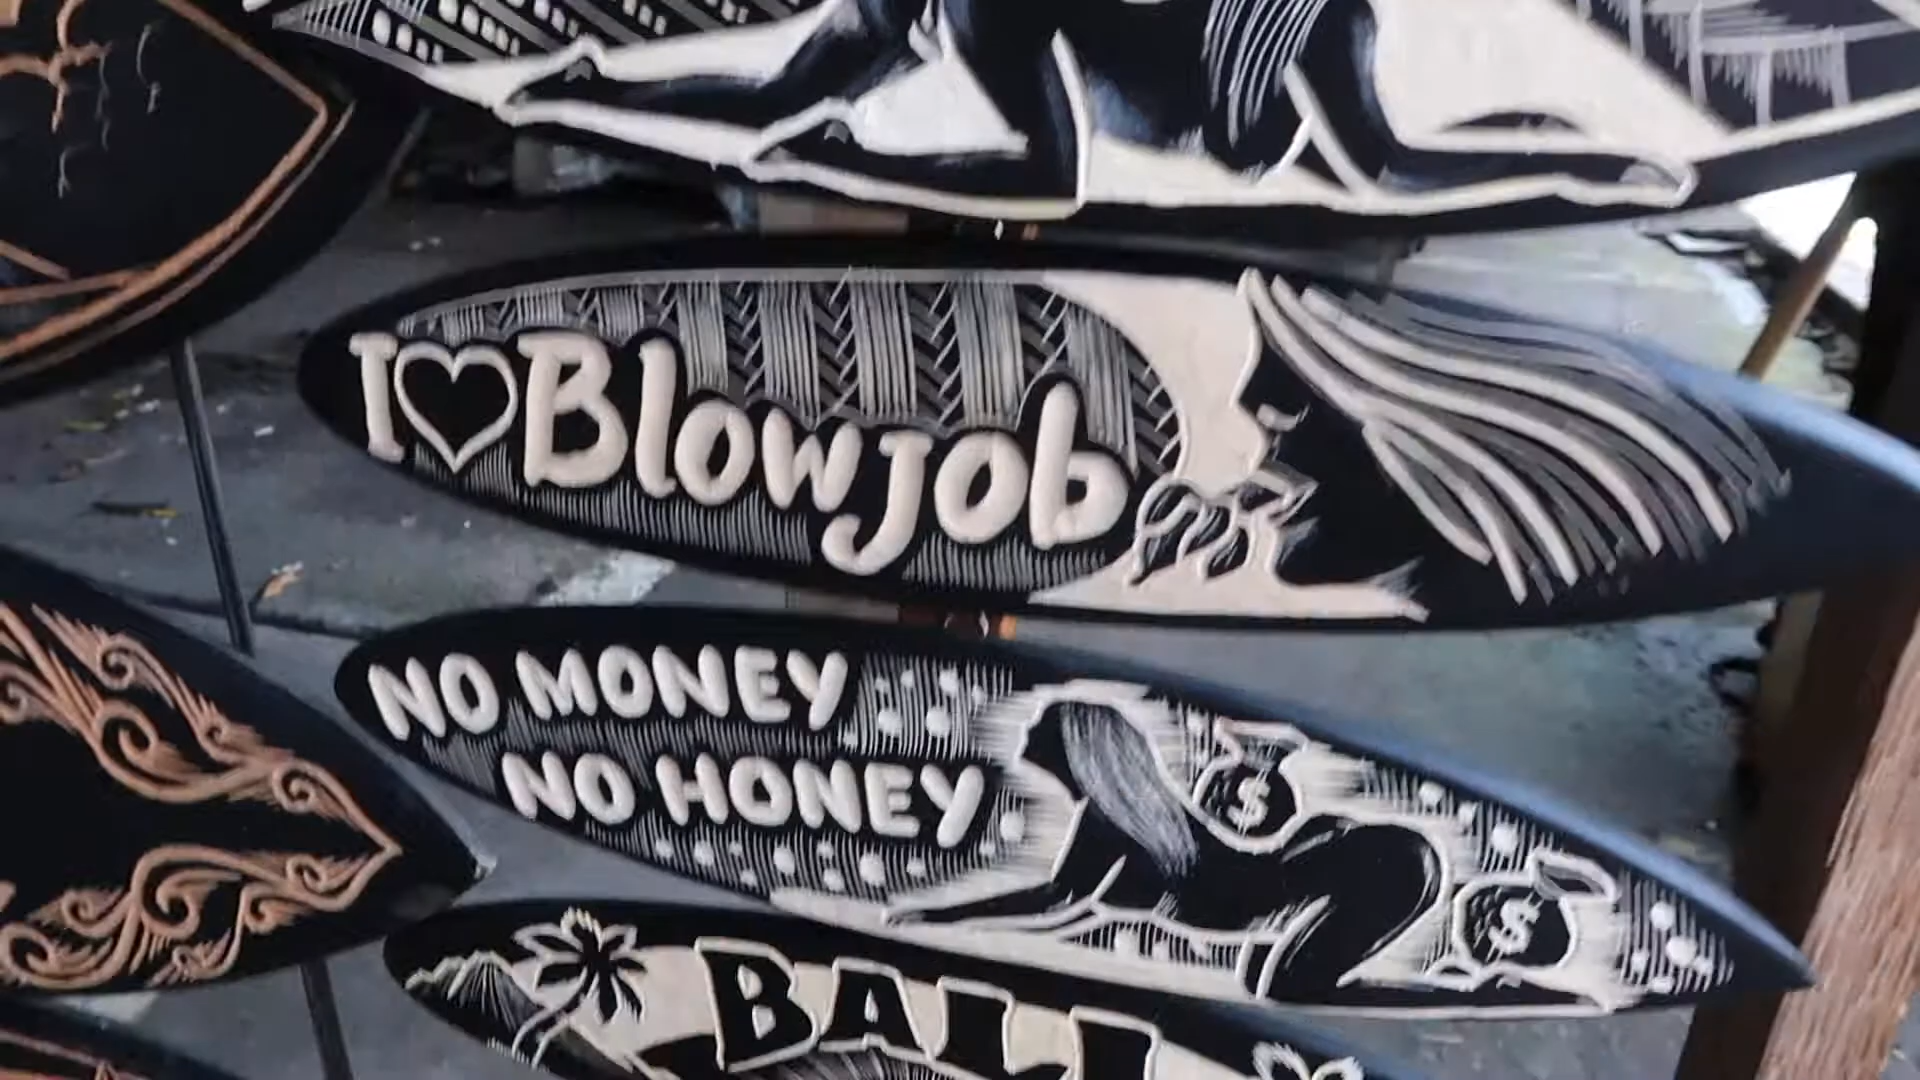 I ♡ Blowjob
NO MONEY
NO HONEY
$
$
BALI